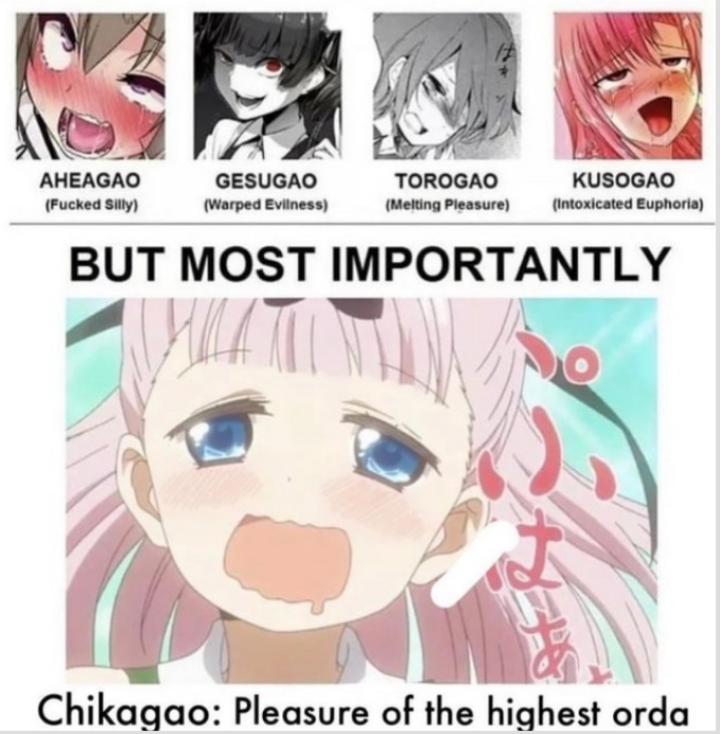 AHEAGAO
(Fucked Silly)
GESUGAO
(Warped Evilness)
TOROGAO
(Melting Pleasure)
KUSOGAO
(Intoxicated Euphoria)
BUT MOST IMPORTANTLY
ぷ
は
あ
Chikagao: Pleasure of the highest orda